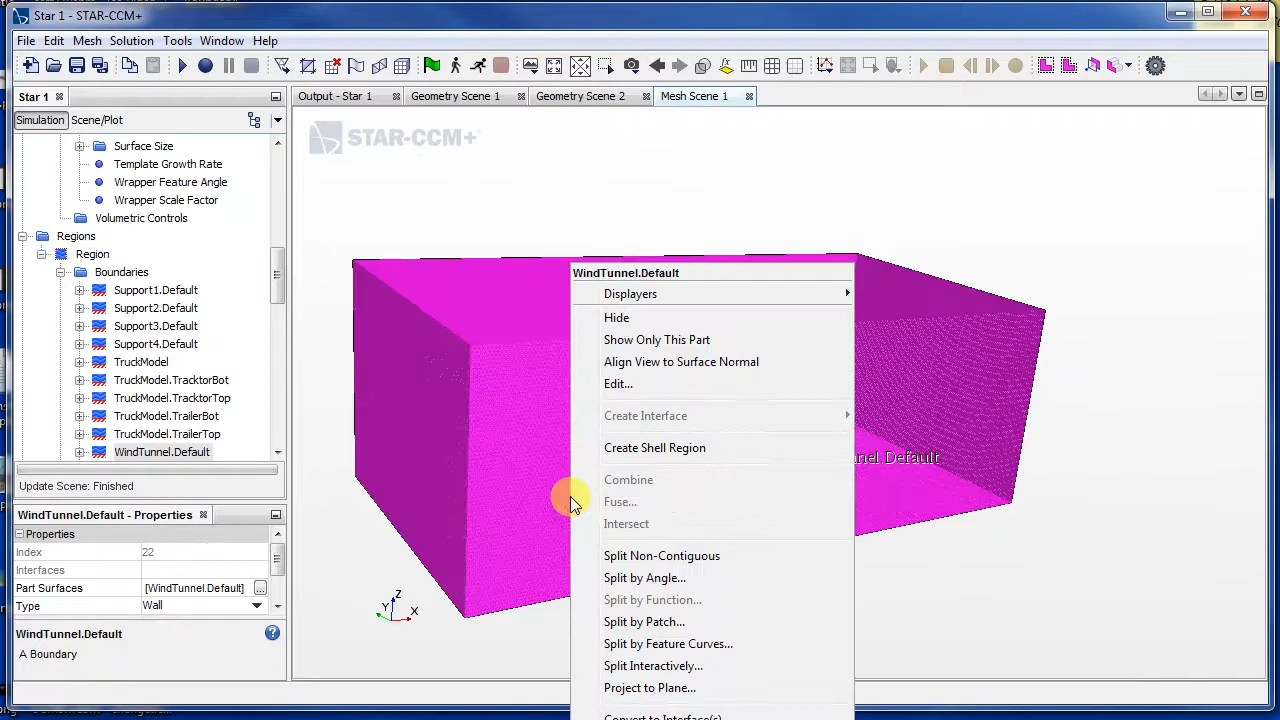 Star 1 - STAR-CCM+
File Edit Mesh Solution Tools Window Help
Star 1
Output - Star 1 Geometry Scene 1 Geometry Scene 2 Mesh Scene 1
Simulation Scene/Plot
STAR-CCM+
Surface Size
Template Growth Rate
Wrapper Feature Angle
Wrapper Scale Factor
Volumetric Controls
Regions
Region
Boundaries
Support1.Default
Support2.Default
Support3.Default
Support4.Default
TruckModel
TruckModel.TracktorBot
TruckModel.TracktorTop
TruckModel.TrailerBot
TruckModel.TrailerTop
WindTunnel.Default
Update Scene: Finished
WindTunnel.Default - Properties
Properties
Index 22
Interfaces
Part Surfaces [WindTunnel.Default] ...
Type Wall
WindTunnel.Default
A Boundary
WindTunnel.Default
Displayers
Hide
Show Only This Part
Align View to Surface Normal
Edit...
Create Interface
Create Shell Region
Combine
Fuse...
Intersect
Split Non-Contiguous
Split by Angle...
Split by Function...
Split by Patch...
Split by Feature Curves...
Split Interactively...
Project to Plane...
Convert to Interface(s)
nel.Default
Z
Y
X